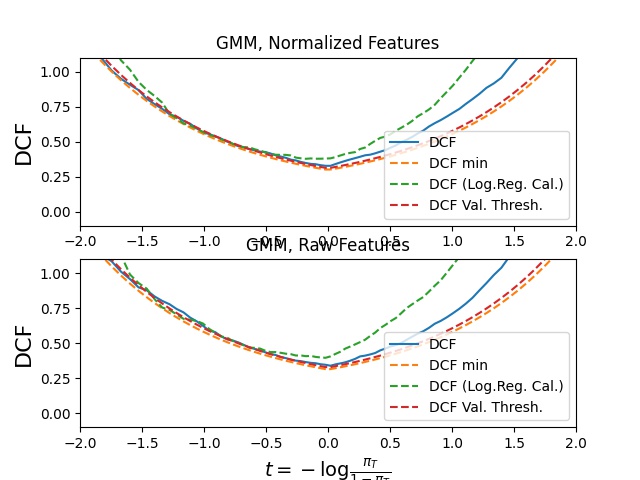 GMM, Normalized Features
DCF
1.00
0.75
0.50
0.25
0.00
DCF
DCF min
DCF (Log.Reg. Cal.)
DCF Val. Thresh.
−2.0 −1.5 −1.0 −0.5 0.0 0.5 1.0 1.5 2.0
GMM, Raw Features
DCF
1.00
0.75
0.50
0.25
0.00
DCF
DCF min
DCF (Log.Reg. Cal.)
DCF Val. Thresh.
−2.0 −1.5 −1.0 −0.5 0.0 0.5 1.0 1.5 2.0
t = −log π_T / (1 − π_T)